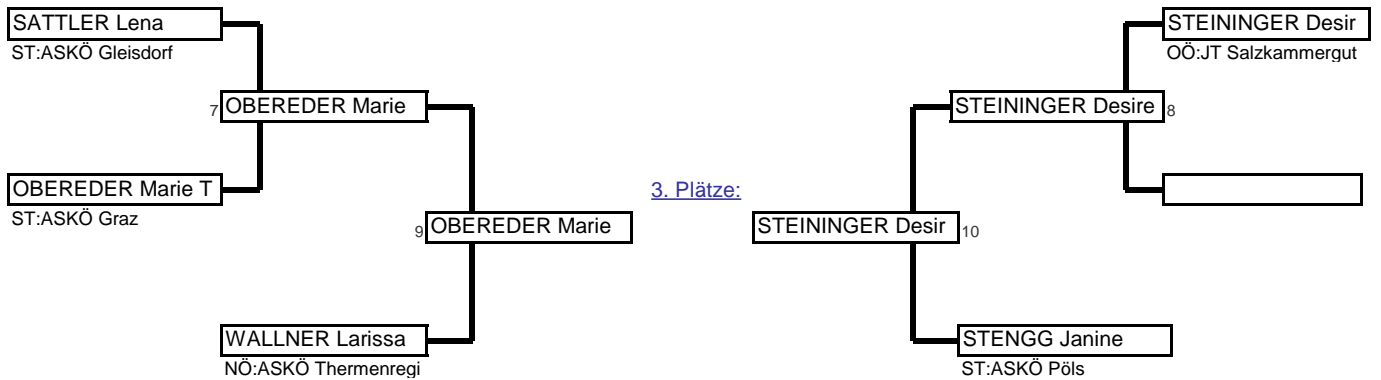 SATTLER Lena
ST:ASKÖ Gleisdorf
STEININGER Desir
OÖ:JT Salzkammergut
7 OBEREDER Marie
STEININGER Desire 8
OBEREDER Marie T
ST:ASKÖ Graz
3. Plätze:
9 OBEREDER Marie
STEININGER Desir 10
WALLNER Larissa
NÖ:ASKÖ Thermenregi
STENGG Janine
ST:ASKÖ Pöls